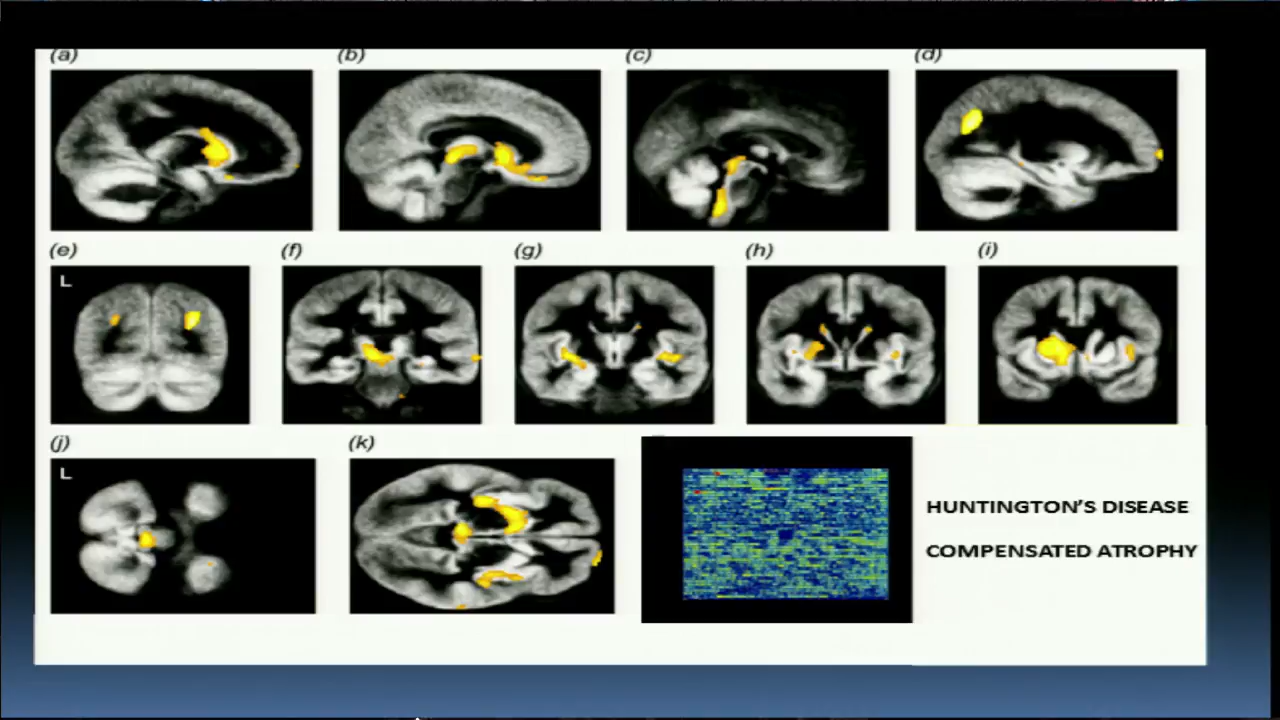 (a)
(b)
(c)
(d)
(e)
(f)
(g)
(h)
(i)
L
(j)
(k)
L
HUNTINGTON'S DISEASE
COMPENSATED ATROPHY